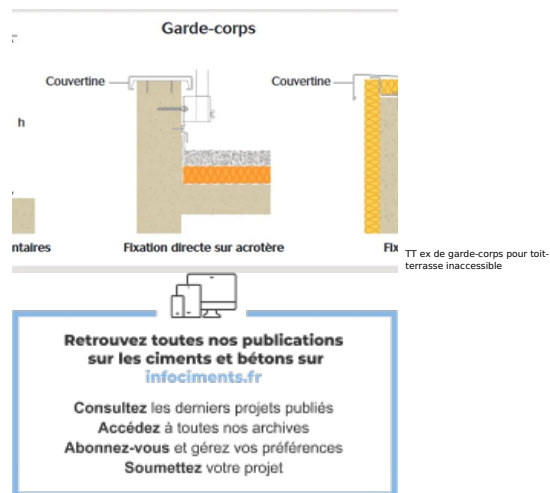 Garde-corps
Couvertine
Couvertine
h
ntaires
Fixation directe sur acrotère
Fix
TT ex de garde-corps pour toit-
terrasse inaccessible
Retrouvez toutes nos publications
sur les ciments et bétons sur
infociments.fr
Consultez les derniers projets publiés
Accédez à toutes nos archives
Abonnez-vous et gérez vos préférences
Soumettez votre projet